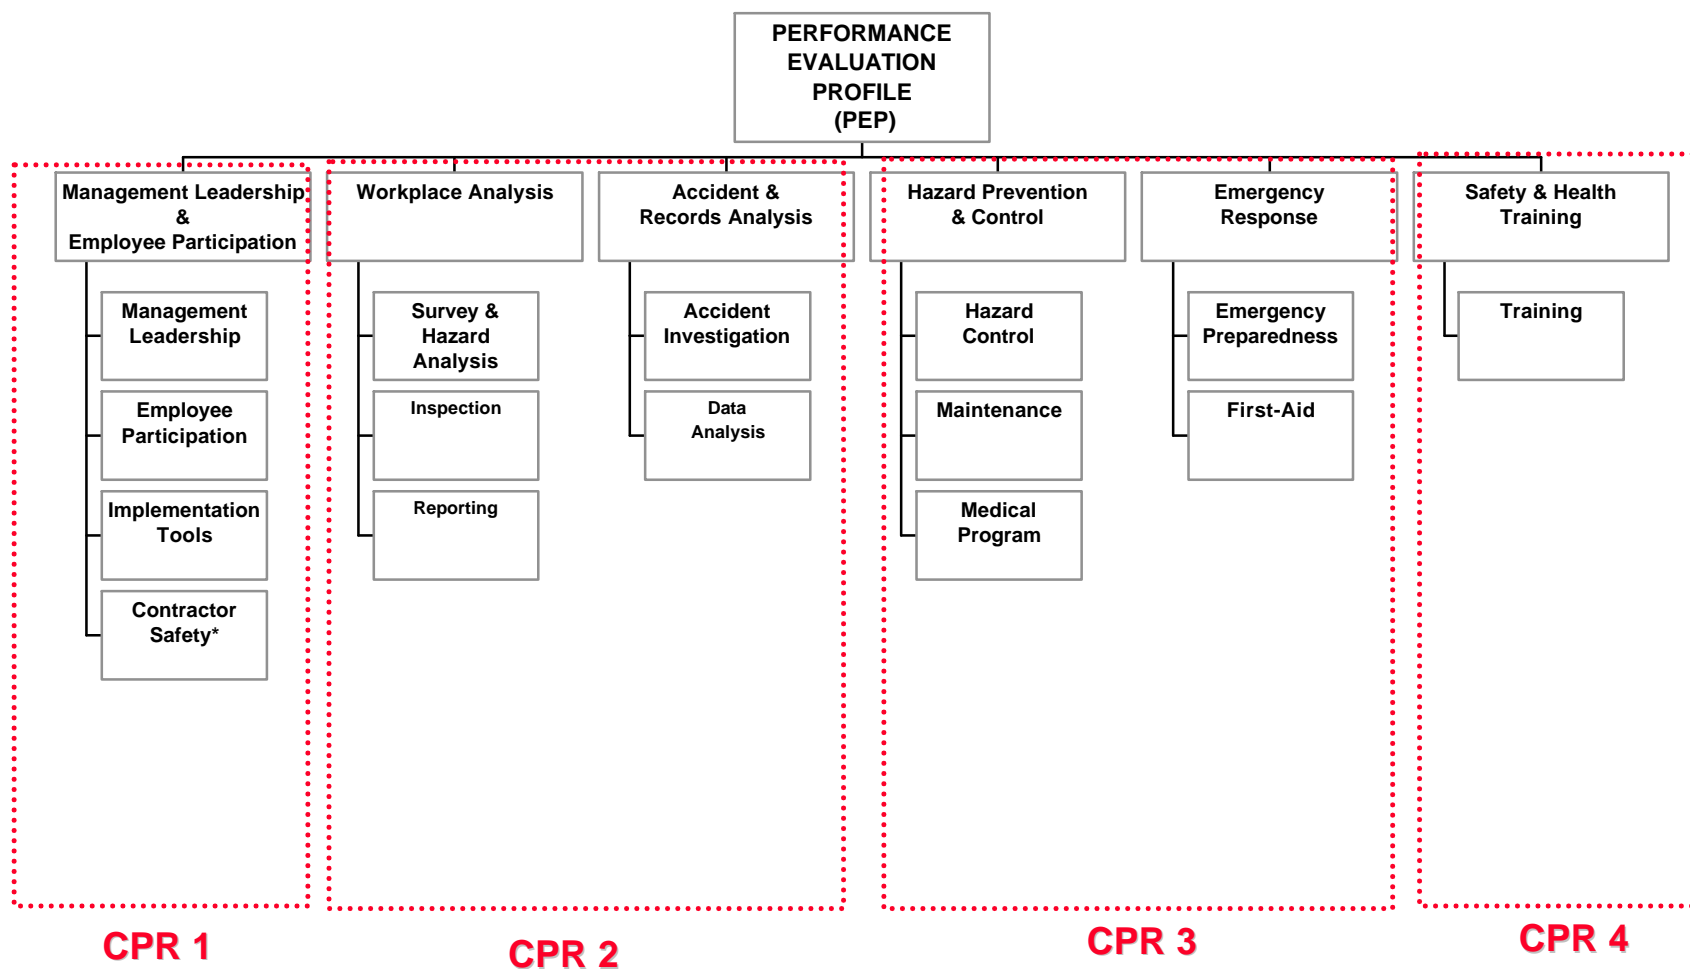 PERFORMANCE
EVALUATION
PROFILE
(PEP)
Management Leadership
&
Employee Participation
Management
Leadership
Employee
Participation
Implementation
Tools
Contractor
Safety*
Workplace Analysis
Survey &
Hazard
Analysis
Inspection
Reporting
Accident &
Records Analysis
Accident
Investigation
Data
Analysis
Hazard Prevention
& Control
Hazard
Control
Maintenance
Medical
Program
Emergency
Response
Emergency
Preparedness
First-Aid
Safety & Health
Training
Training
CPR 1
CPR 2
CPR 3
CPR 4